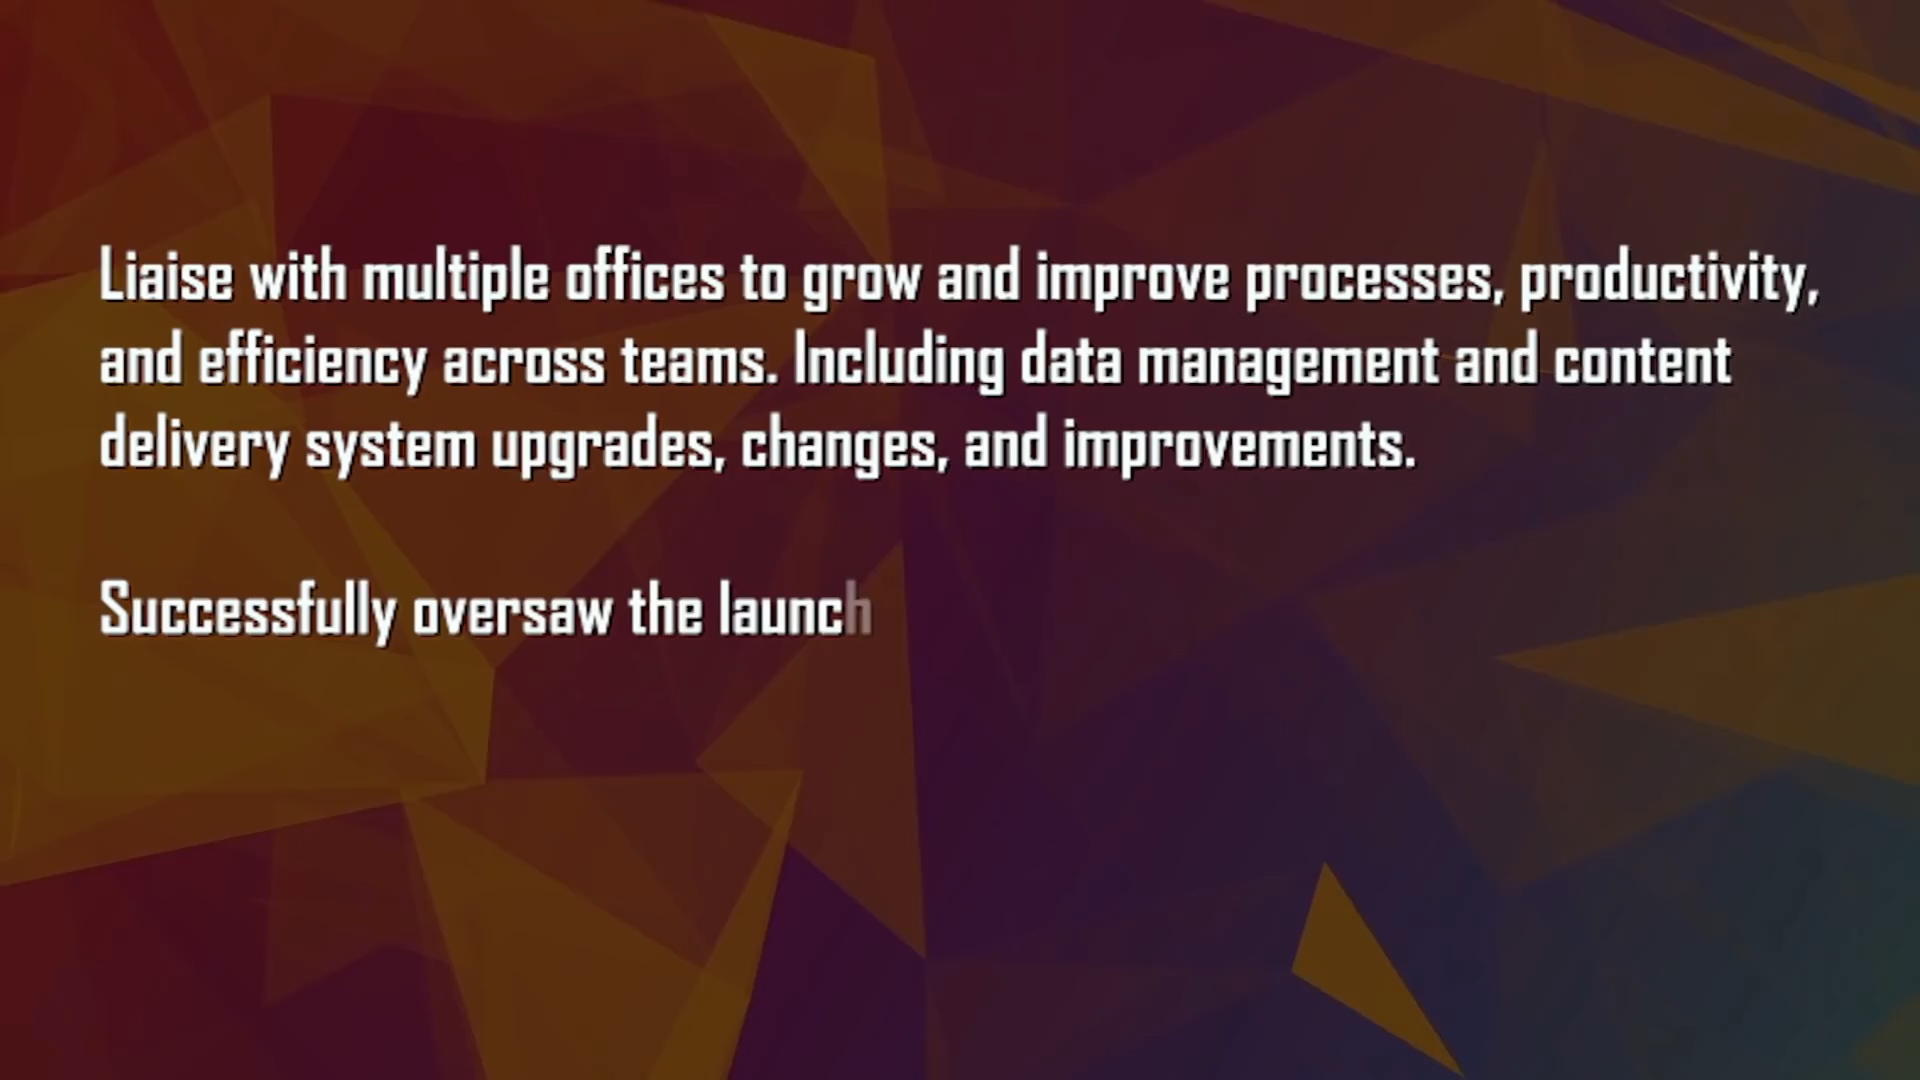 Liaise with multiple offices to grow and improve processes, productivity,
and efficiency across teams. Including data management and content
delivery system upgrades, changes, and improvements.
Successfully oversaw the launch